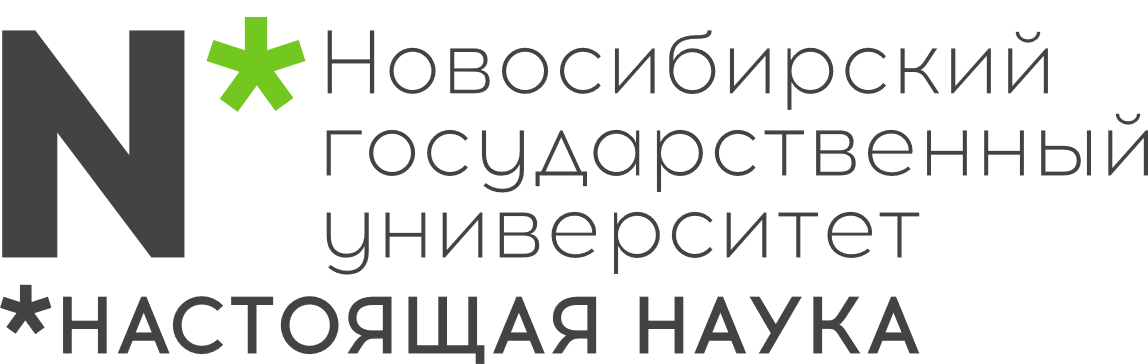 N*
Новосибирский
государственный
университет
*НАСТОЯЩАЯ НАУКА